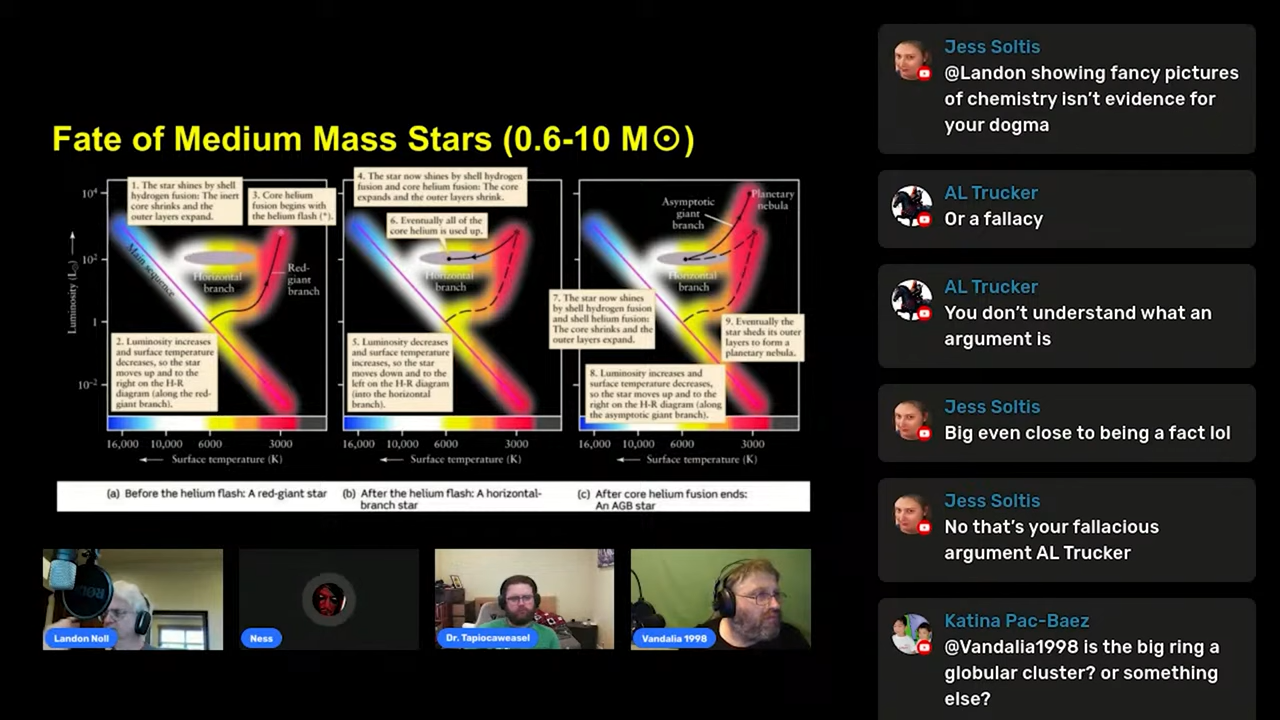 Fate of Medium Mass Stars (0.6-10 M☉)
1. The star shines by shell
hydrogen fusion: The inert
core shrinks and the
outer layers expand.
3. Core helium
fusion begins with
the helium flash (*).
Main sequence
Horizontal
branch
Red-
giant
branch
2. Luminosity increases
and surface temperature
decreases, so the star
moves up and to the
right on the H-R
diagram (along the red-
giant branch).
Luminosity (L☉)
10⁴
10²
1
10⁻²
16,000 10,000 6000 3000
Surface temperature (K)
4. The star now shines by shell hydrogen
fusion and core helium fusion: The core
expands and the outer layers shrink.
6. Eventually all of the
core helium is used up.
Horizontal
branch
5. Luminosity decreases
and surface temperature
increases, so the star
moves down and to the
left on the H-R diagram
(into the horizontal
branch).
16,000 10,000 6000 3000
Surface temperature (K)
Planetary
nebula
Asymptotic
giant
branch
Horizontal
branch
7. The star now shines
by shell hydrogen fusion
and shell helium fusion:
The core shrinks and the
outer layers expand.
9. Eventually the
star sheds its outer
layers to form a
planetary nebula.
8. Luminosity increases and
surface temperature decreases,
so the star moves up and to the
right on the H-R diagram (along
the asymptotic giant branch).
16,000 10,000 6000 3000
Surface temperature (K)
(a) Before the helium flash: A red-giant star
(b) After the helium flash: A horizontal-
branch star
(c) After core helium fusion ends:
An AGB star
Landon Noll
Ness
Dr. Tapiocaweasel
Vandalia 1998
Jess Soltis
@Landon showing fancy pictures
of chemistry isn't evidence for
your dogma
AL Trucker
Or a fallacy
AL Trucker
You don't understand what an
argument is
Jess Soltis
Big even close to being a fact lol
Jess Soltis
No that's your fallacious
argument AL Trucker
Katina Pac-Baez
@Vandalia1998 is the big ring a
globular cluster? or something
else?